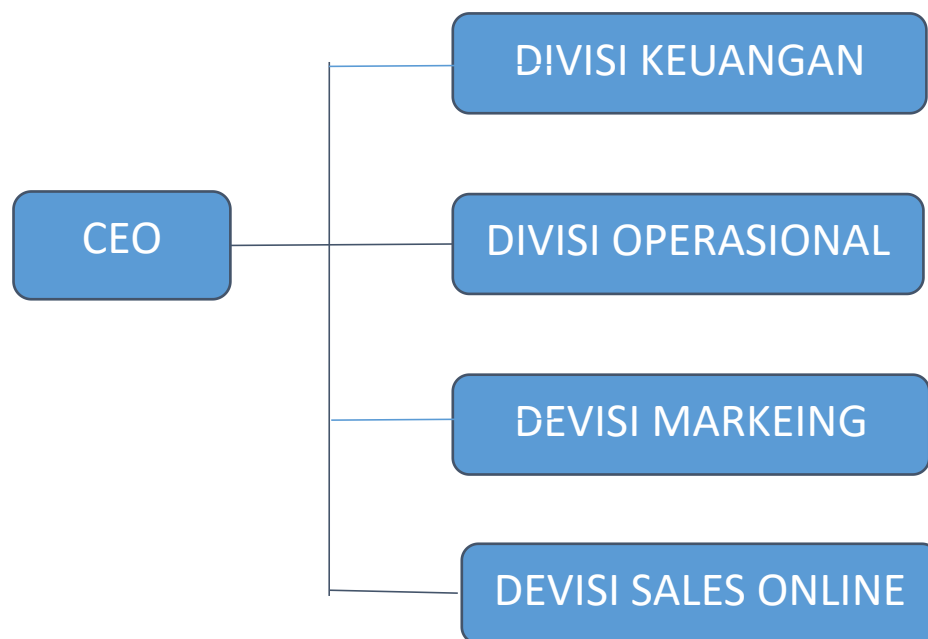 DIVISI KEUANGAN
CEO
DIVISI OPERASIONAL
DEVISI MARKEING
DEVISI SALES ONLINE